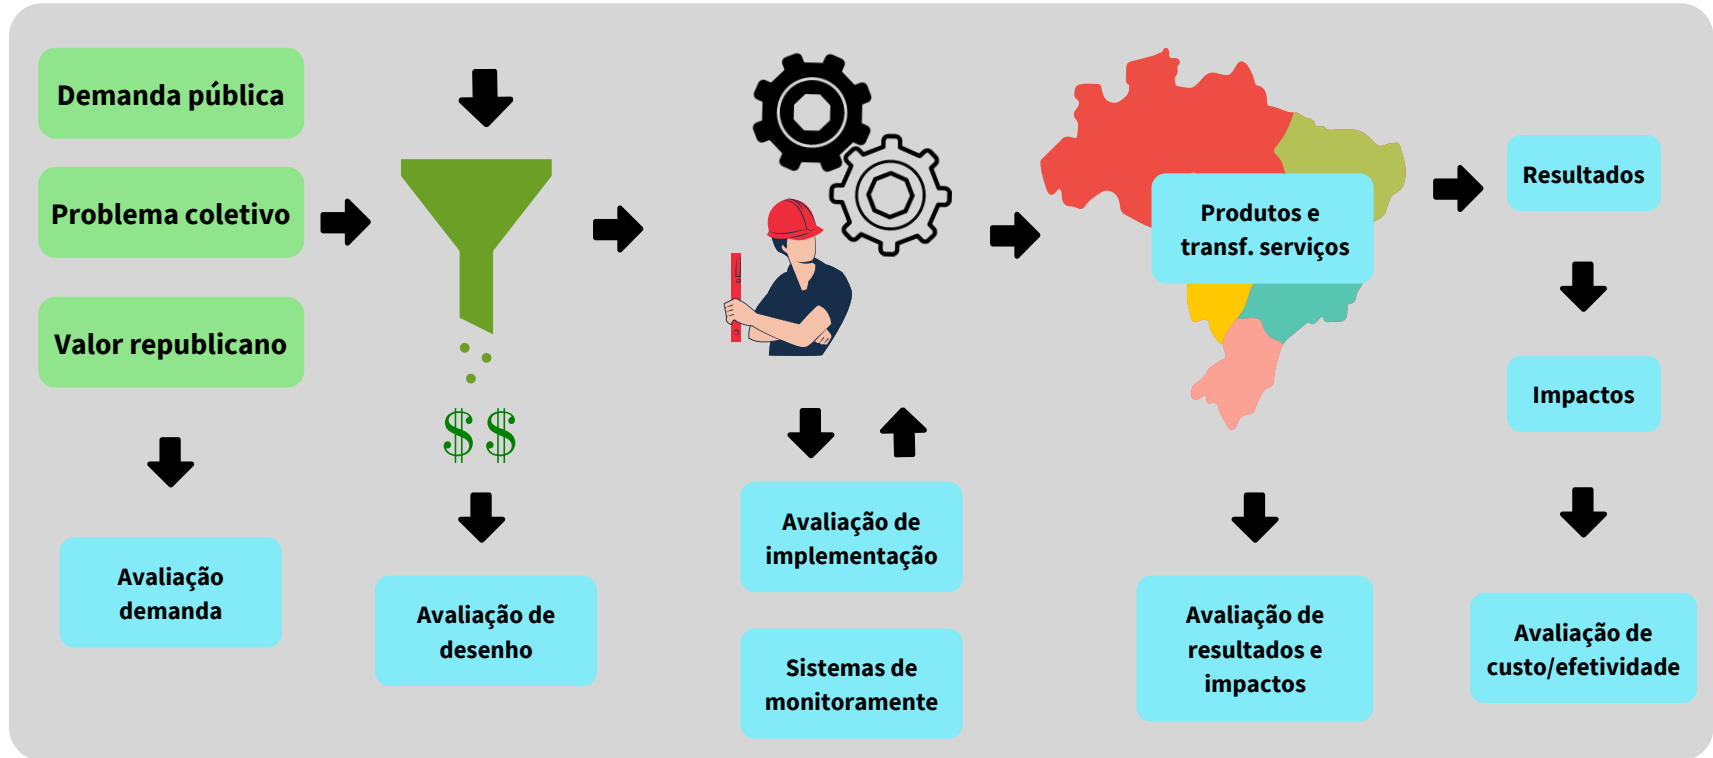 Demanda pública
Problema coletivo
Valor republicano
Avaliação
demanda
$$
Avaliação de
desenho
Avaliação de
implementação
Sistemas de
monitoramente
Produtos e
transf. serviços
Avaliação de
resultados e
impactos
Resultados
Impactos
Avaliação de
custo/efetividade